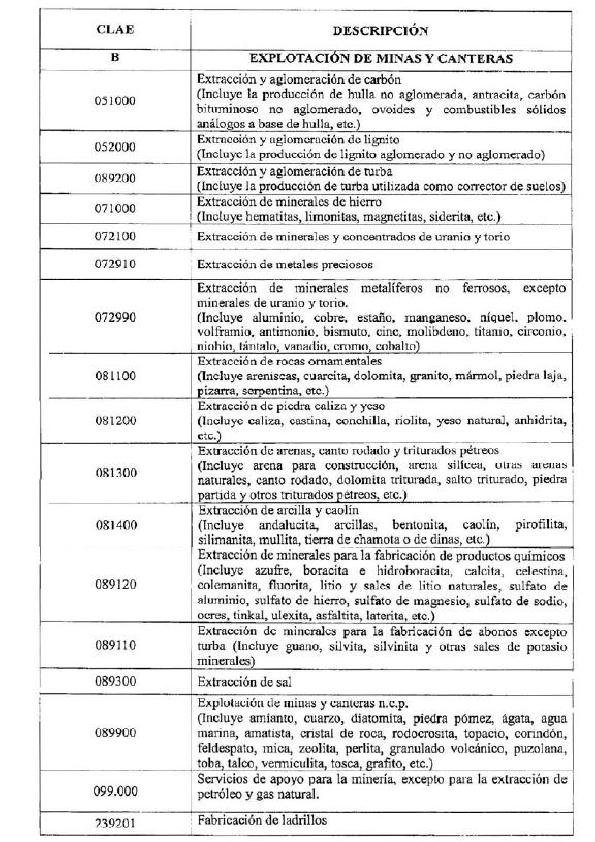 CLAE DESCRIPCIÓN
B EXPLOTACIÓN DE MINAS Y CANTERAS
051000 Extracción y aglomeración de carbón
(Incluye la producción de hulla no aglomerada, antracita, carbón
bituminoso no aglomerado, ovoides y combustibles sólidos
análogos a base de hulla, etc.)
052000 Extracción y aglomeración de lignito
(Incluye la producción de lignito aglomerado y no aglomerado)
089200 Extracción y aglomeración de turba
(Incluye la producción de turba utilizada como corrector de suelos)
071000 Extracción de minerales de hierro
(Incluye hematitas, limonitas, magnetitas, siderita, etc.)
072100 Extracción de minerales y concentrados de uranio y torio
072910 Extracción de metales preciosos
072990 Extracción de minerales metalíferos no ferrosos, excepto
minerales de uranio y torio.
(Incluye aluminio, cobre, estaño, manganeso, níquel, plomo,
volframio, antimonio, bismuto, cinc, molibdeno, titanio, circonio,
niobio, tántalo, vanadio, cromo, cobalto)
081100 Extracción de rocas ornamentales
(Incluye areniscas, cuarcita, dolomita, granito, mármol, piedra laja,
pizarra, serpentina, etc.)
081200 Extracción de piedra caliza y yeso
(Incluye caliza, castina, conchilla, riolita, yeso natural, anhidrita,
etc.)
081300 Extracción de arenas, canto rodado y triturados pétreos
(Incluye arena para construcción, arena silícea, otras arenas
naturales, canto rodado, dolomita triturada, salto triturado, piedra
partida y otros triturados pétreos, etc.)
081400 Extracción de arcilla y caolín
(Incluye andalucita, arcillas, bentonita, caolín, pirofilita,
silimanita, mullita, tierra de chamota o de dinas, etc.)
089120 Extracción de minerales para la fabricación de productos químicos
(Incluye azufre, boracita e hidroboracita, calcita, celestina,
colemanita, fluorita, litio y sales de litio naturales, sulfato de
aluminio, sulfato de hierro, sulfato de magnesio, sulfato de sodio,
ocres, tinkal, ulexita, asfaltita, laterita, etc.)
089110 Extracción de minerales para la fabricación de abonos excepto
turba (Incluye guano, silvita, silvinita y otras sales de potasio
minerales)
089300 Extracción de sal
089900 Explotación de minas y canteras n.c.p.
(Incluye amianto, cuarzo, diatomita, piedra pómez, ágata, agua
marina, amatista, cristal de roca, rodocrosita, topacio, corindón,
feldespato, mica, zeolita, perlita, granulado volcánico, puzolana,
toba, talco, vermiculita, tosca, grafito, etc.)
099.000 Servicios de apoyo para la minería, excepto para la extracción de
petróleo y gas natural.
239201 Fabricación de ladrillos